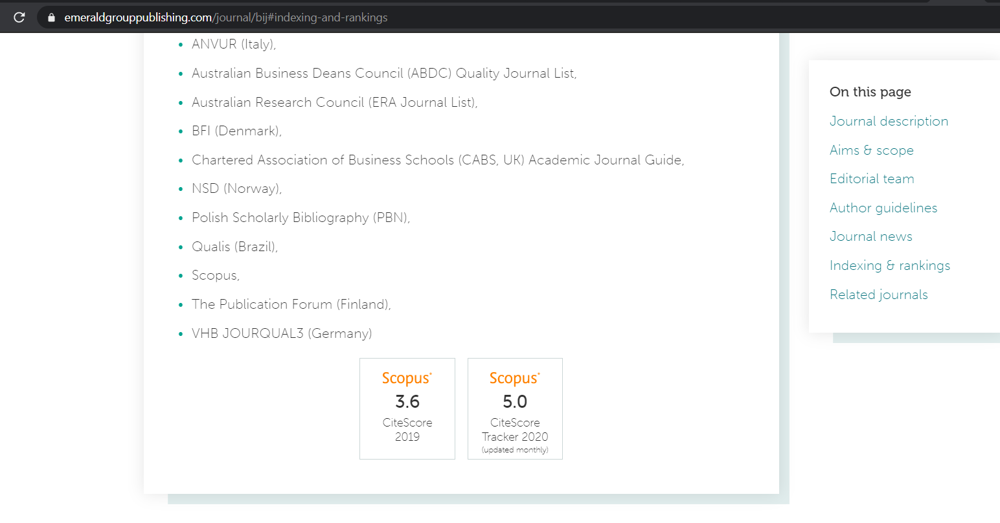 emeraldgrouppublishing.com/journal/bij#indexing-and-rankings
ANVUR (Italy),
Australian Business Deans Council (ABDC) Quality Journal List,
Australian Research Council (ERA Journal List),
BFI (Denmark),
Chartered Association of Business Schools (CABS, UK) Academic Journal Guide,
NSD (Norway),
Polish Scholarly Bibliography (PBN),
Qualis (Brazil),
Scopus,
The Publication Forum (Finland),
VHB JOURQUAL3 (Germany)
Scopus
3.6
CiteScore
2019
Scopus
5.0
CiteScore
Tracker 2020
(updated monthly)
On this page
Journal description
Aims & scope
Editorial team
Author guidelines
Journal news
Indexing & rankings
Related journals